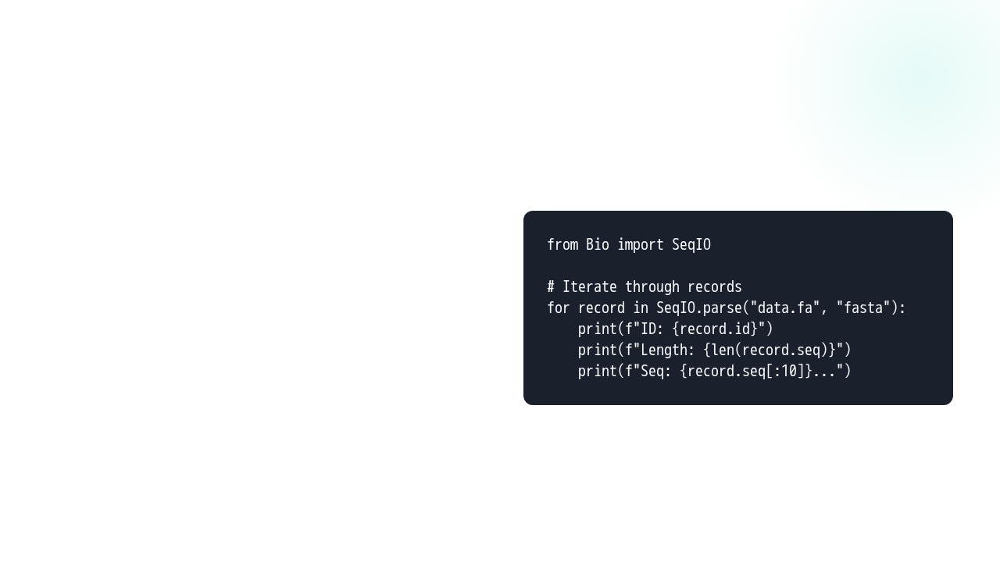 from Bio import SeqIO

# Iterate through records
for record in SeqIO.parse("data.fa", "fasta"):
    print(f"ID: {record.id}")
    print(f"Length: {len(record.seq)}")
    print(f"Seq: {record.seq[:10]}...")